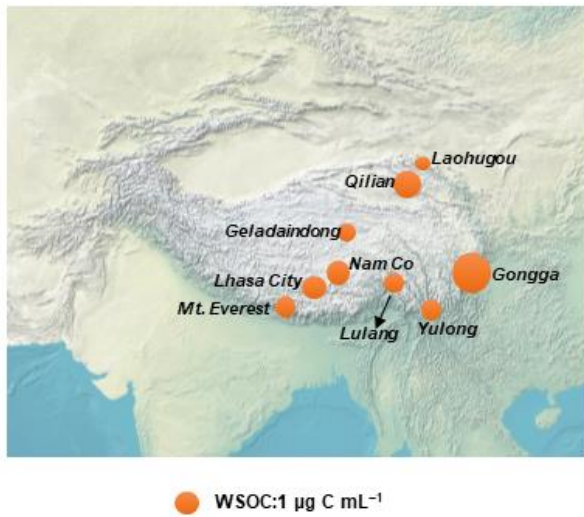 Laohugou
Qilian
Geladaindong
Nam Co
Gongga
Lhasa City
Mt. Everest
Lulang
Yulong
WSOC:1 µg C mL⁻¹